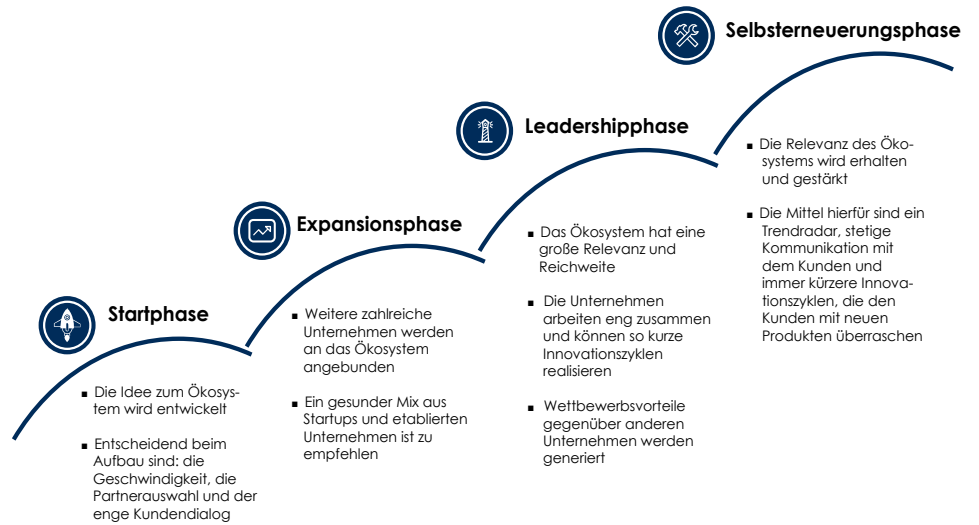 Startphase
■ Die Idee zum Ökosys-
tem wird entwickelt
■ Entscheidend beim
Aufbau sind: die
Geschwindigkeit, die
Partnerauswahl und der
enge Kundendialog
Expansionsphase
■ Weitere zahlreiche
Unternehmen werden
an das Ökosystem
angebunden
■ Ein gesunder Mix aus
Startups und etablierten
Unternehmen ist zu
empfehlen
Leadershipphase
■ Das Ökosystem hat eine
große Relevanz und
Reichweite
■ Die Unternehmen
arbeiten eng zusammen
und können so kurze
Innovationszyklen
realisieren
■ Wettbewerbsvorteile
gegenüber anderen
Unternehmen werden
generiert
Selbsterneuerungsphase
■ Die Relevanz des Öko-
systems wird erhalten
und gestärkt
■ Die Mittel hierfür sind ein
Trendradar, stetige
Kommunikation mit
dem Kunden und
immer kürzere Innova-
tionszyklen, die den
Kunden mit neuen
Produkten überraschen